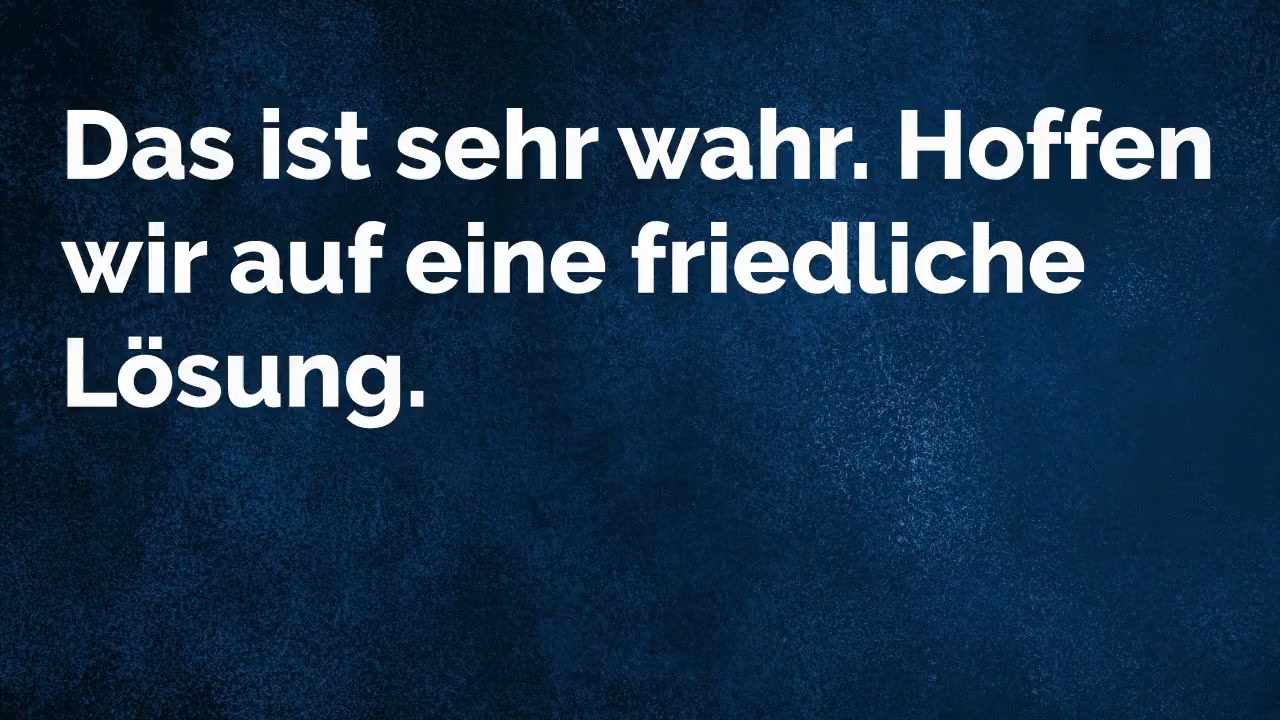 Das ist sehr wahr. Hoffen
wir auf eine friedliche
Lösung.